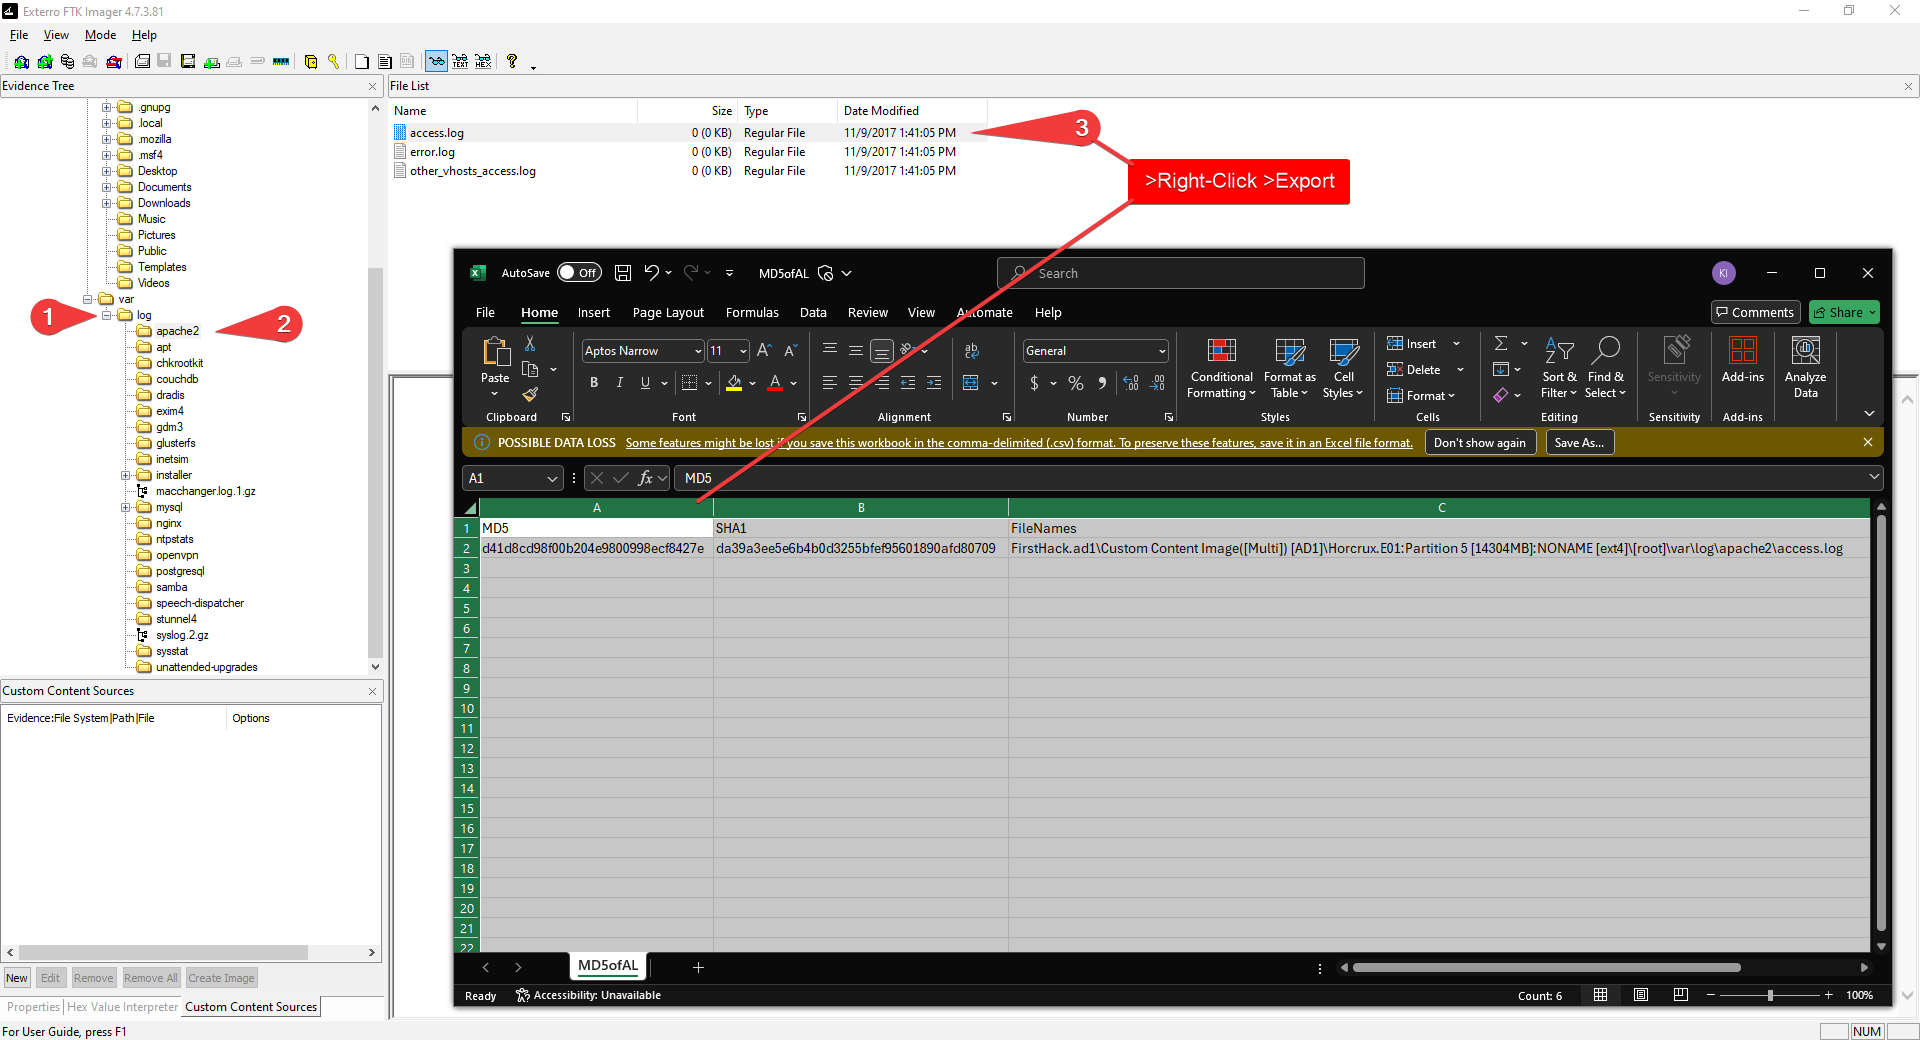 Exterro FTK Imager 4.7.3.81
File View Mode Help
Evidence Tree
.gnupg
.local
.mozilla
.msf4
Desktop
Documents
Downloads
Music
Pictures
Public
Templates
Videos
var
1
log
apache2
2
apt
chkrootkit
couchdb
dradis
exim4
gdm3
glusterfs
inetsim
installer
macchanger.log.1.gz
mysql
nginx
ntpstats
openvpn
postgresql
samba
speech-dispatcher
stunnel4
syslog.2.gz
sysstat
unattended-upgrades
Custom Content Sources
Evidence:File System|Path|File Options
New Edit Remove Remove All Create Image
Properties Hex Value Interpreter Custom Content Sources
For User Guide, press F1
NUM
File List
Name Size Type Date Modified
access.log 0 (0 KB) Regular File 11/9/2017 1:41:05 PM
error.log 0 (0 KB) Regular File 11/9/2017 1:41:05 PM
other_vhosts_access.log 0 (0 KB) Regular File 11/9/2017 1:41:05 PM
3
>Right-Click >Export
AutoSave Off MD5ofAL Search KI
File Home Insert Page Layout Formulas Data Review View Automate Help Comments Share
Paste
Clipboard
Aptos Narrow 11
B I U
Font
Alignment
General
$ % 9
Number
Conditional Formatting
Format as Table
Cell Styles
Styles
Insert
Delete
Format
Cells
Sort & Filter
Find & Select
Editing
Sensitivity
Sensitivity
Add-ins
Add-ins
Analyze Data
POSSIBLE DATA LOSS Some features might be lost if you save this workbook in the comma-delimited (.csv) format. To preserve these features, save it in an Excel file format. Don't show again Save As...
A1 fx MD5
A B C
1 MD5 SHA1 FileNames
2 d41d8cd98f00b204e9800998ecf8427e da39a3ee5e6b4b0d3255bfef95601890afd80709 FirstHack.ad1\Custom Content Image([Multi]) [AD1]\Horcrux.E01:Partition 5 [14304MB]:NONAME [ext4]\[root]\var\log\apache2\access.log
3
4
5
6
7
8
9
10
11
12
13
14
15
16
17
18
19
20
21
22
MD5ofAL
Ready Accessibility: Unavailable Count: 6 100%